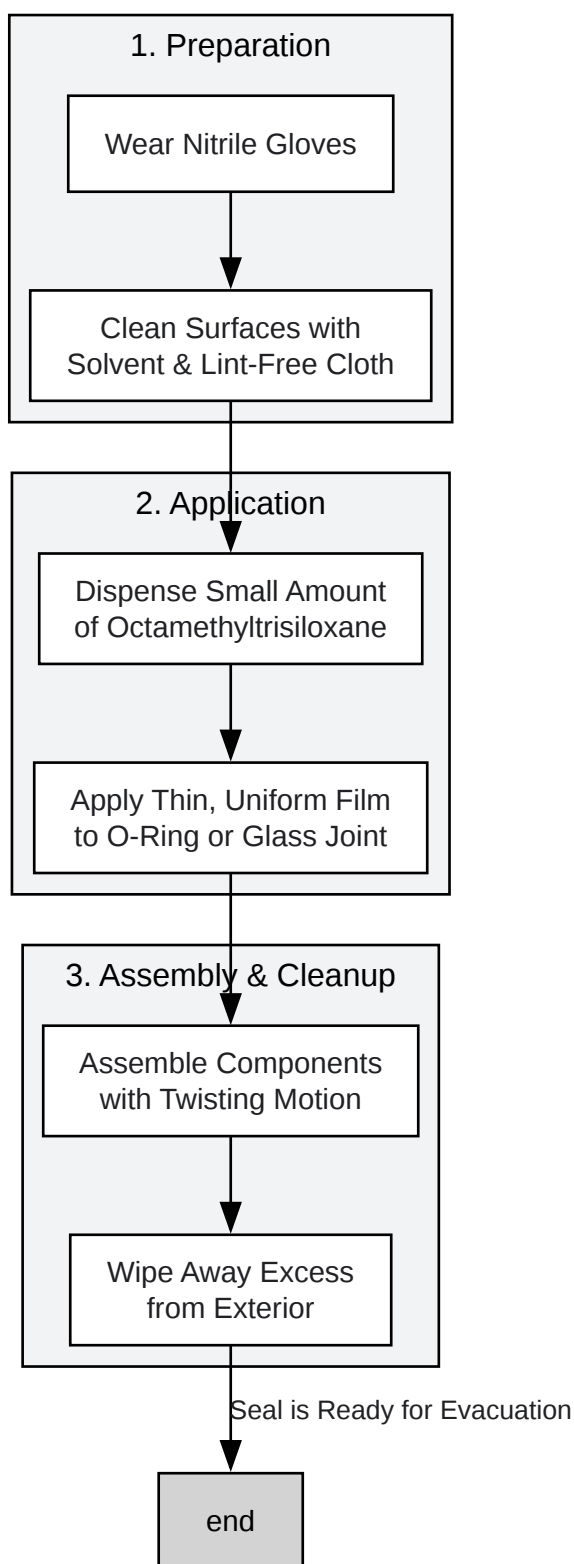 1. Preparation
Wear Nitrile Gloves
Clean Surfaces with
Solvent & Lint-Free Cloth
2. Application
Dispense Small Amount
of Octamethyltrisiloxane
Apply Thin, Uniform Film
to O-Ring or Glass Joint
3. Assembly & Cleanup
Assemble Components
with Twisting Motion
Wipe Away Excess
from Exterior
Seal is Ready for Evacuation
end